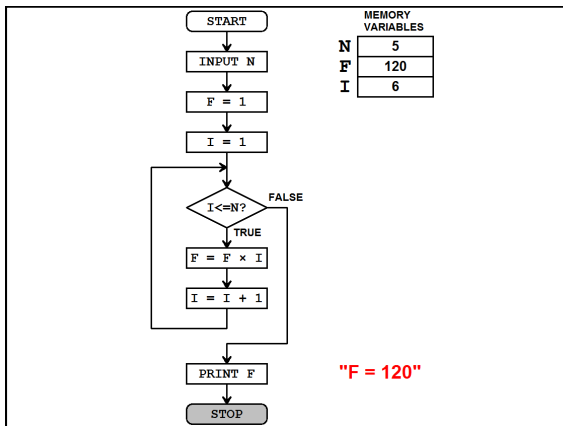 START
INPUT N
F = 1
I = 1
I<=N?
FALSE
TRUE
F = F × I
I = I + 1
PRINT F
STOP
MEMORY
VARIABLES
N 5
F 120
I 6
"F = 120"